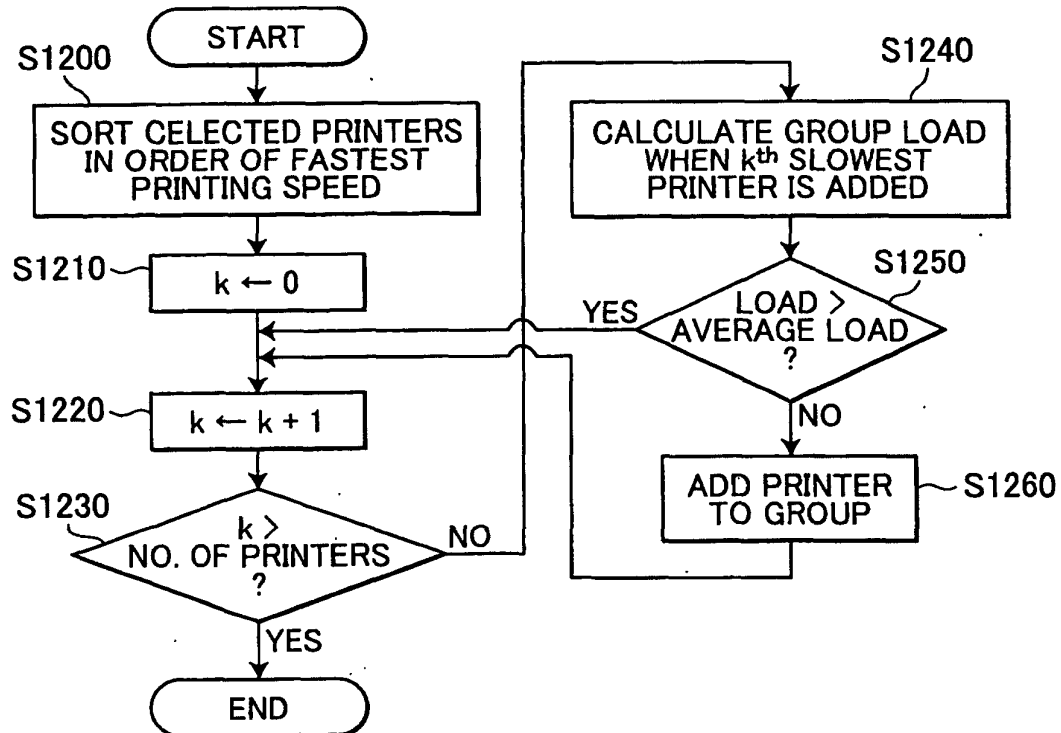 START
S1200
SORT CELECTED PRINTERS
IN ORDER OF FASTEST
PRINTING SPEED
S1210
k ← 0
S1220
k ← k + 1
S1230
k >
NO. OF PRINTERS
?
NO
YES
END
S1240
CALCULATE GROUP LOAD
WHEN kth SLOWEST
PRINTER IS ADDED
S1250
LOAD >
AVERAGE LOAD
?
YES
NO
ADD PRINTER
TO GROUP
S1260